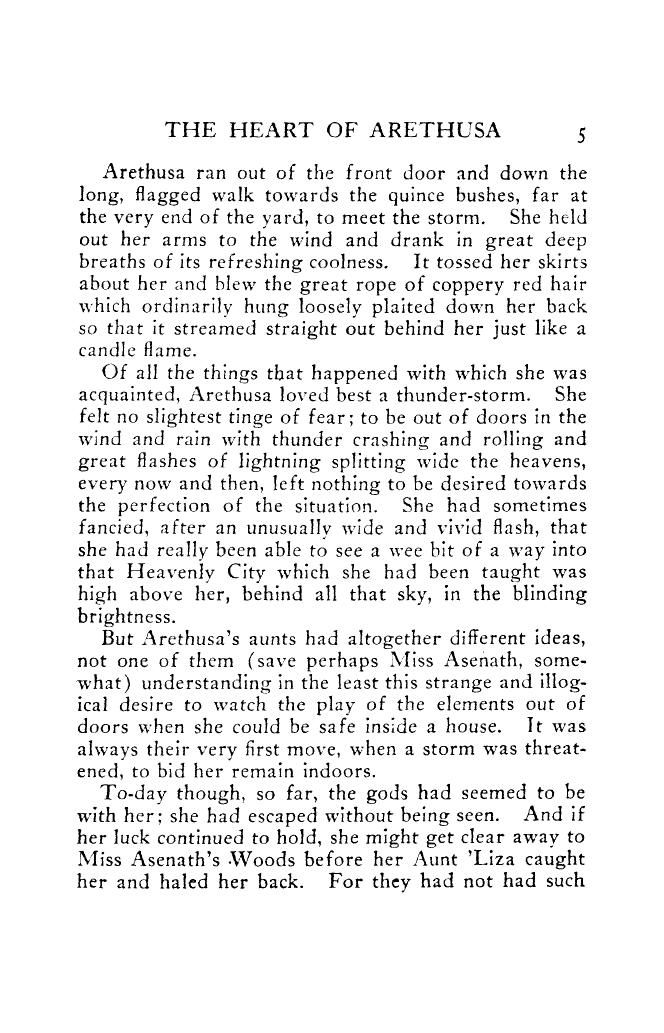 THE HEART OF ARETHUSA 5
Arethusa ran out of the front door and down the
long, flagged walk towards the quince bushes, far at
the very end of the yard, to meet the storm. She held
out her arms to the wind and drank in great deep
breaths of its refreshing coolness. It tossed her skirts
about her and blew the great rope of coppery red hair
which ordinarily hung loosely plaited down her back
so that it streamed straight out behind her just like a
candle flame.
Of all the things that happened with which she was
acquainted, Arethusa loved best a thunder-storm. She
felt no slightest tinge of fear; to be out of doors in the
wind and rain with thunder crashing and rolling and
great flashes of lightning splitting wide the heavens,
every now and then, left nothing to be desired towards
the perfection of the situation. She had sometimes
fancied, after an unusually wide and vivid flash, that
she had really been able to see a wee bit of a way into
that Heavenly City which she had been taught was
high above her, behind all that sky, in the blinding
brightness.
But Arethusa's aunts had altogether different ideas,
not one of them (save perhaps Miss Asenath, some-
what) understanding in the least this strange and illog-
ical desire to watch the play of the elements out of
doors when she could be safe inside a house. It was
always their very first move, when a storm was threat-
ened, to bid her remain indoors.
To-day though, so far, the gods had seemed to be
with her; she had escaped without being seen. And if
her luck continued to hold, she might get clear away to
Miss Asenath's Woods before her Aunt 'Liza caught
her and haled her back. For they had not had such